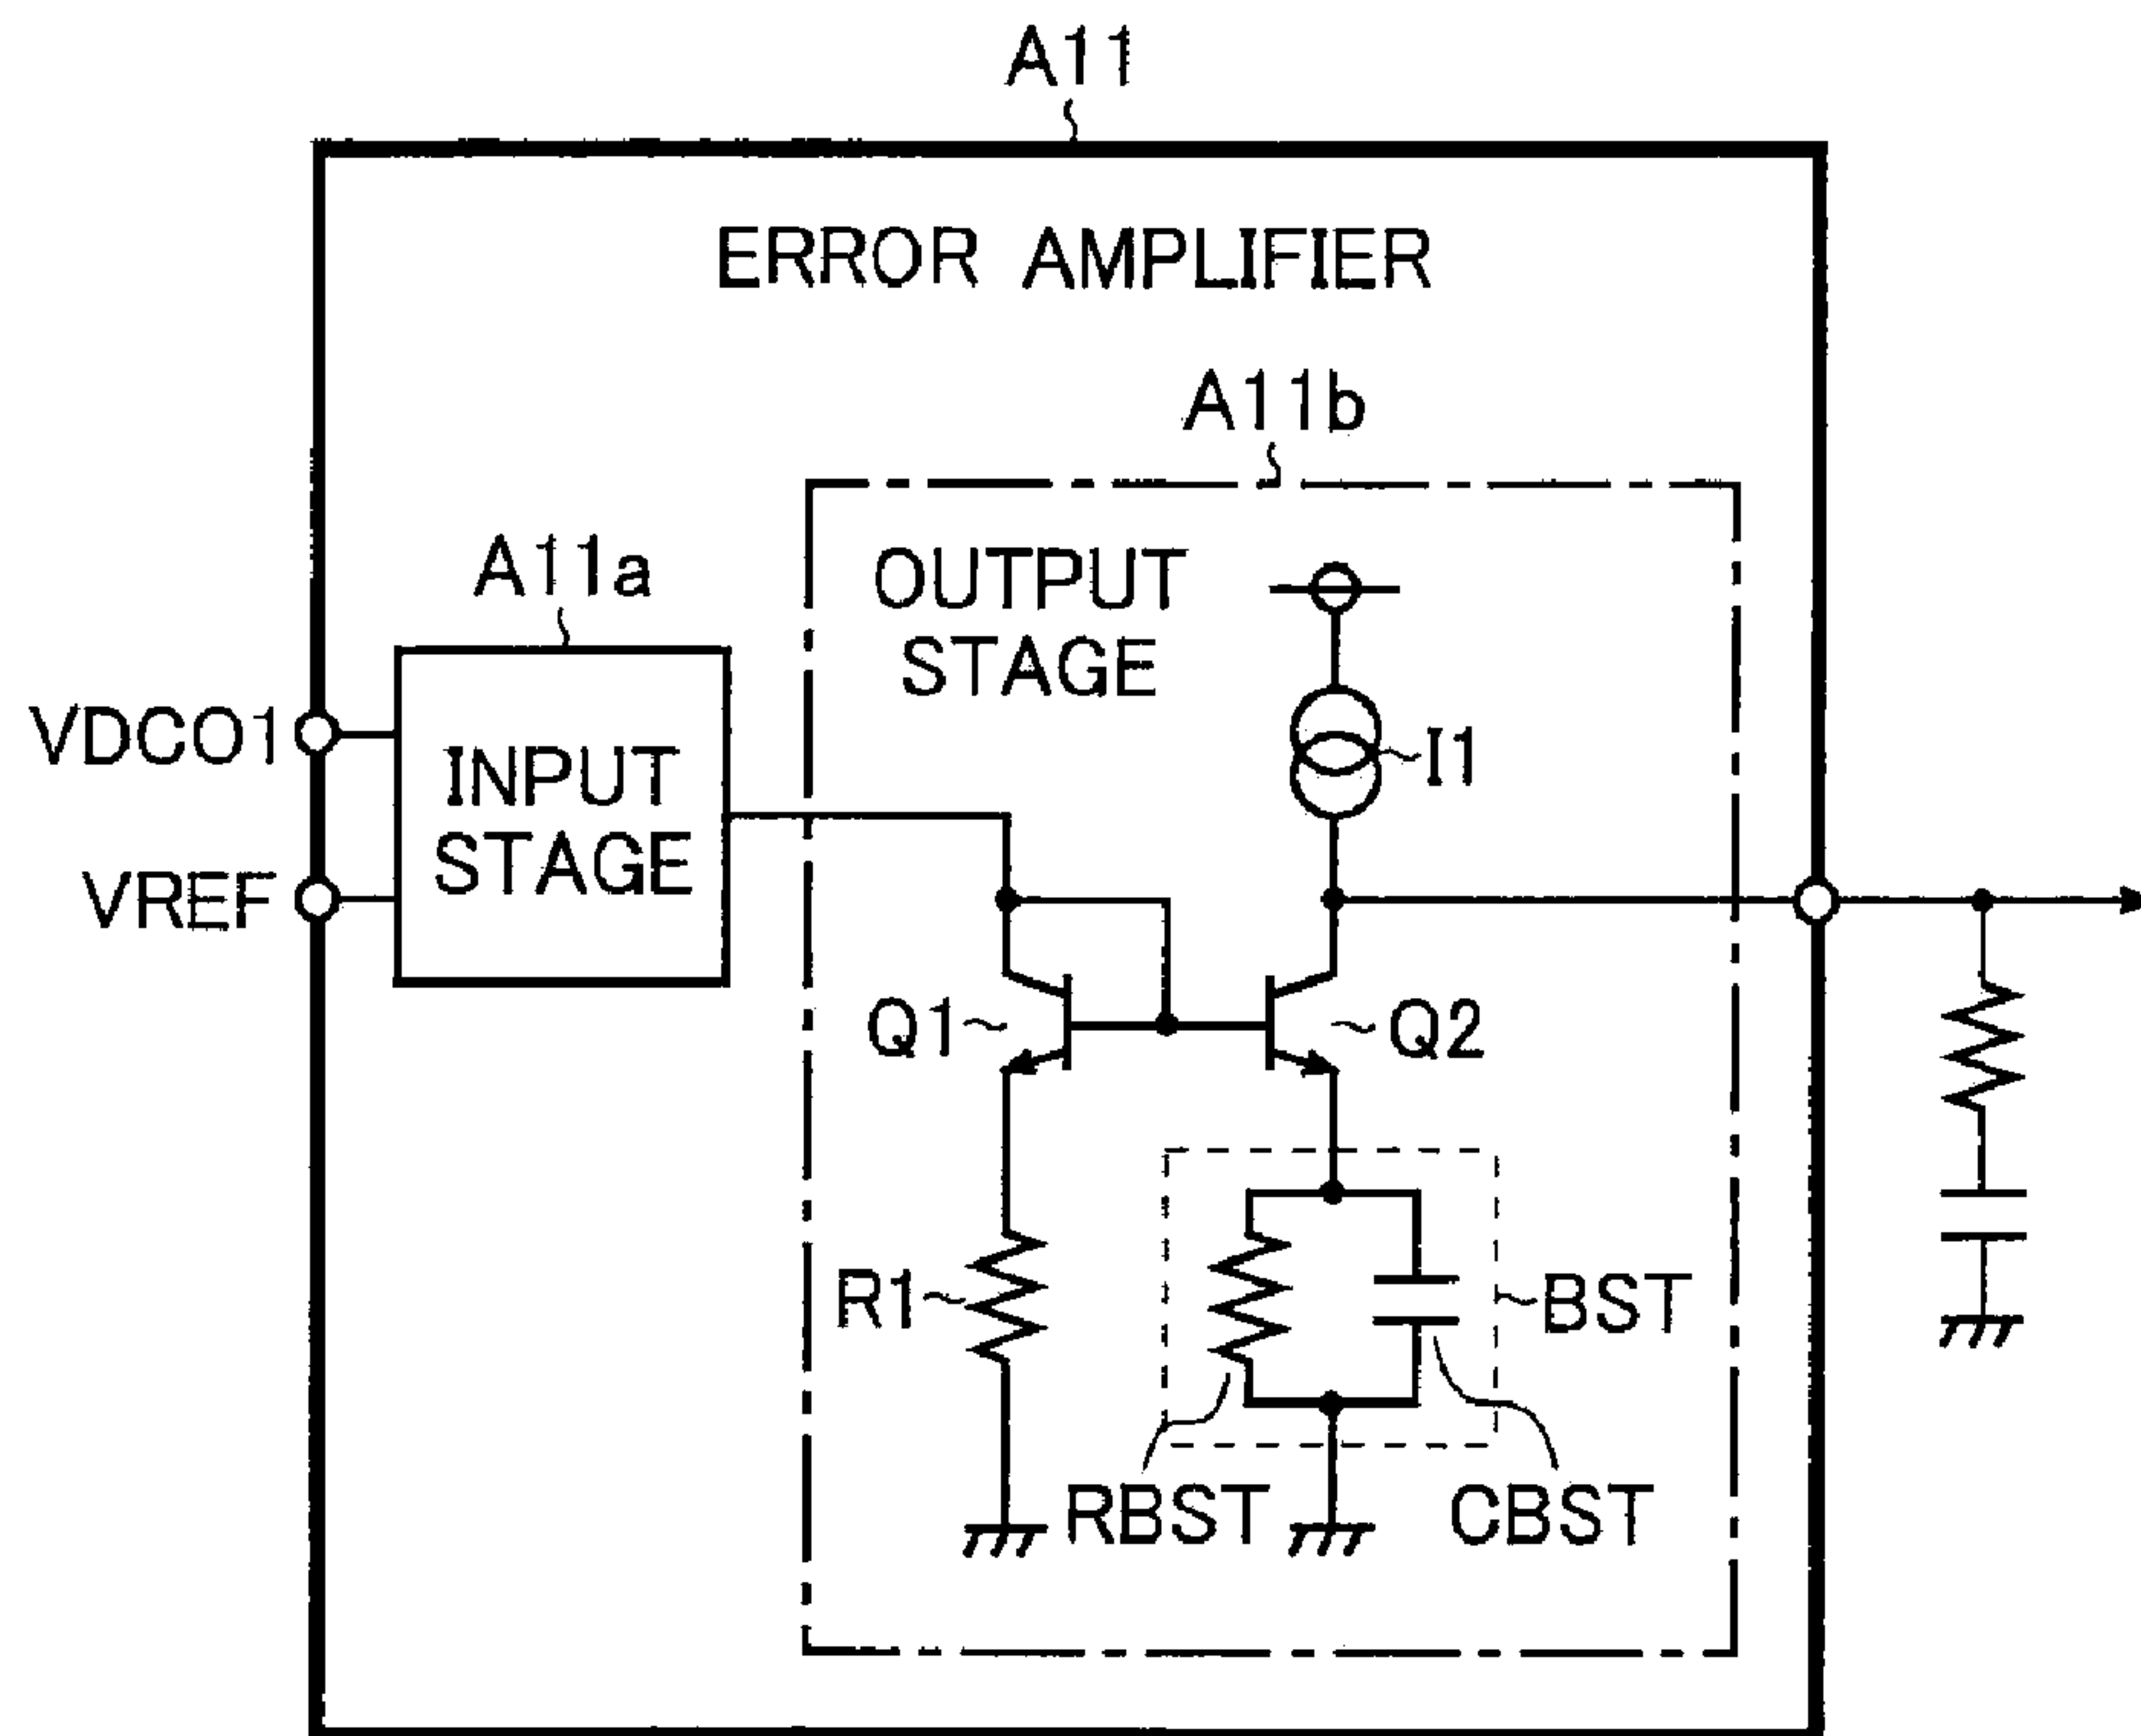 A11
ERROR AMPLIFIER
A11b
A11a
OUTPUT
STAGE
VDCO1
INPUT
STAGE
I1
VREF
Q1
Q2
R1
BST
RBST
CBST